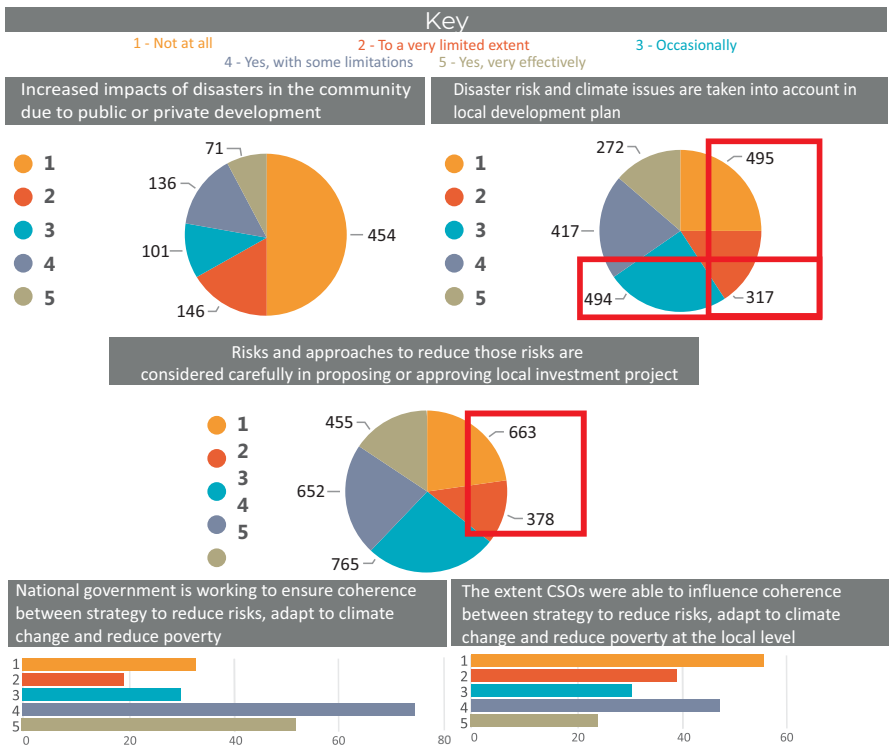 Key
1 - Not at all
2 - To a very limited extent
3 - Occasionally
4 - Yes, with some limitations
5 - Yes, very effectively
Increased impacts of disasters in the community
due to public or private development
1
2
3
4
5
71
136
101
146
454
Disaster risk and climate issues are taken into account in
local development plan
1
2
3
4
5
272
495
417
494
317
Risks and approaches to reduce those risks are
considered carefully in proposing or approving local investment project
1
2
3
4
5
455
663
652
378
765
National government is working to ensure coherence
between strategy to reduce risks, adapt to climate
change and reduce poverty
1
2
3
4
5
0
20
40
60
80
The extent CSOs were able to influence coherence
between strategy to reduce risks, adapt to climate
change and reduce poverty at the local level
1
2
3
4
5
0
20
40
60